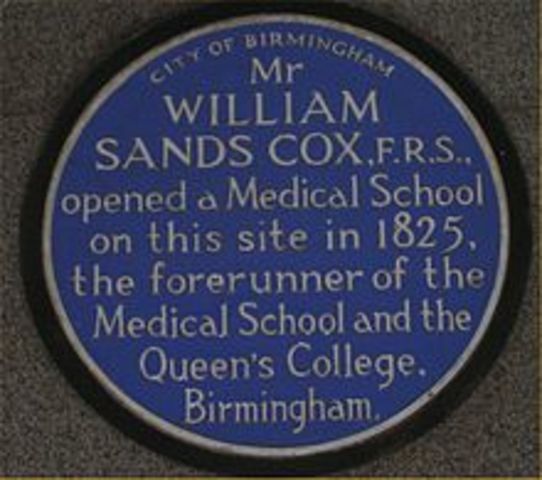 CITY OF BIRMINGHAM
Mr
WILLIAM
SANDS COX, F.R.S.,
opened a Medical School
on this site in 1825,
the forerunner of the
Medical School and the
Queen's College,
Birmingham.